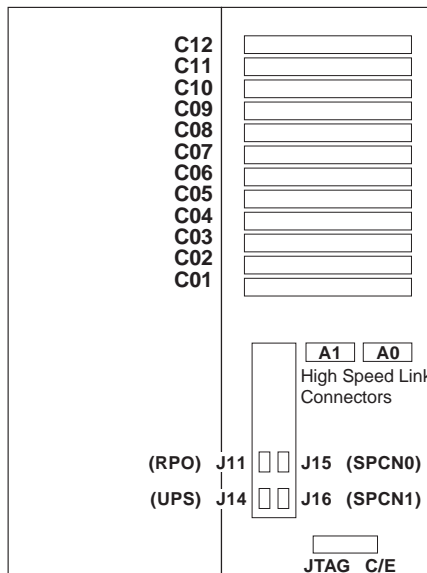 C12
C11
C10
C09
C08
C07
C06
C05
C04
C03
C02
C01
A1 A0
High Speed Link
Connectors
(RPO) J11 J15 (SPCN0)
(UPS) J14 J16 (SPCN1)
JTAG C/E